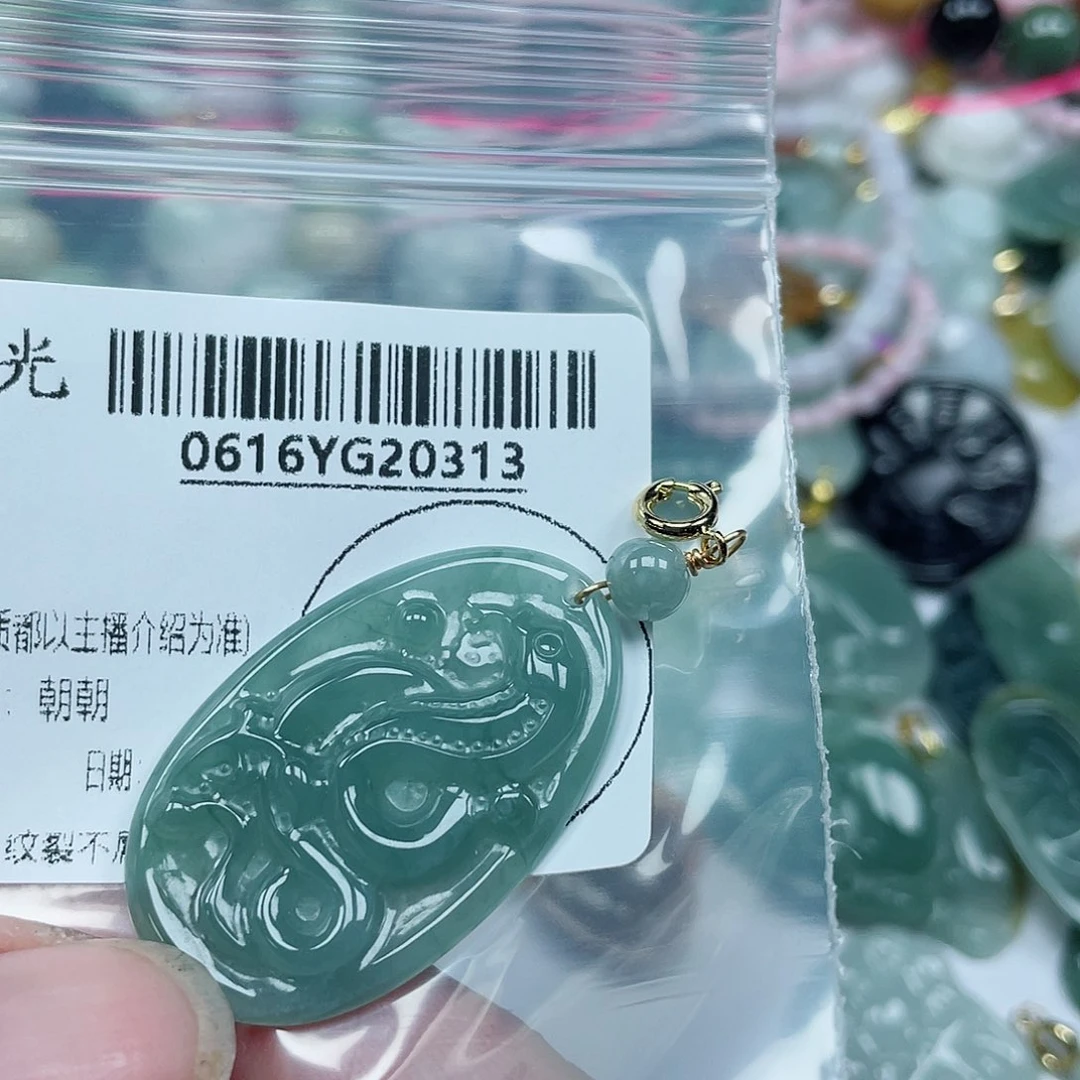 光
0616YG20313
质都以主播介绍为准)
: 朝朝
日期:
纹裂不